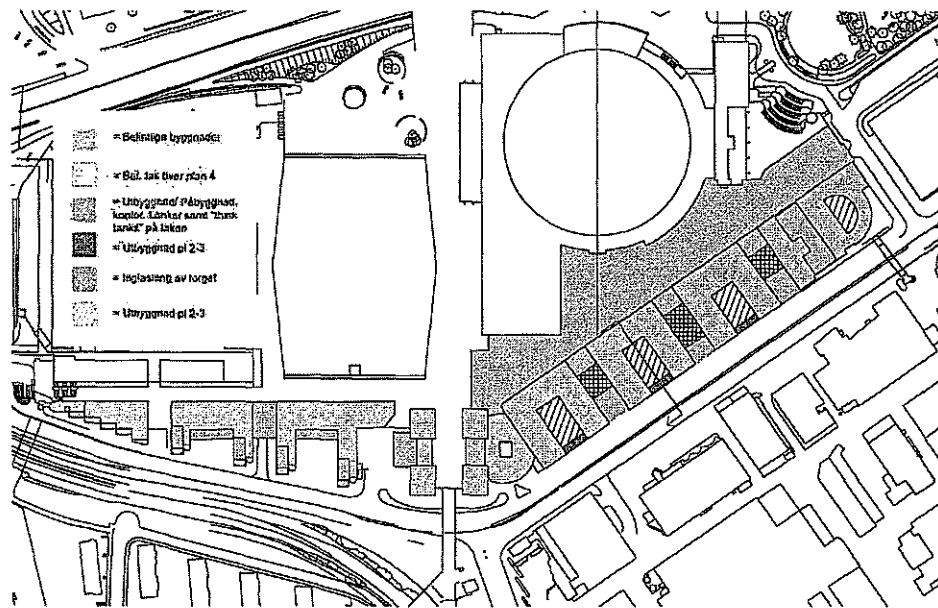 = Befintliga byggnader
= Bef. tak över plan 4
= Utbyggnad/ Påbyggnad,
kontor. Länkar samt "think
tanks" på taken
= Utbyggnad pl 2-3
= Inglasning av torget
= Utbyggnad pl 2-3